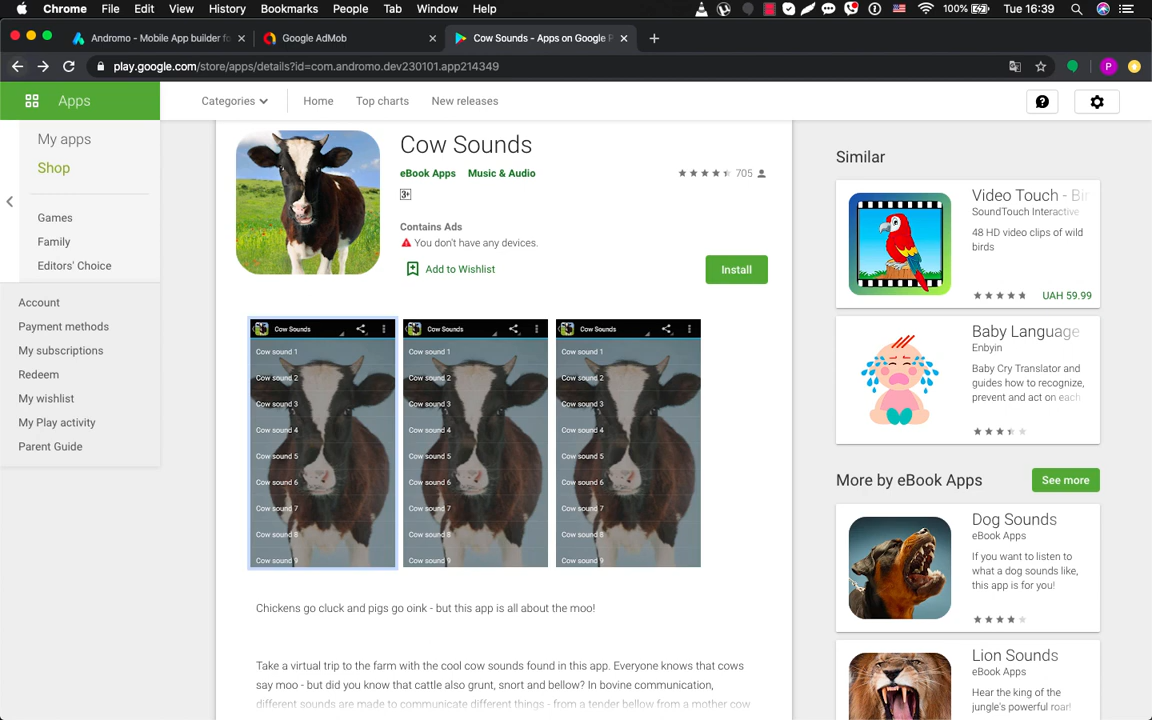 Chrome File Edit View History Bookmarks People Tab Window Help 100% Tue 16:39
Andromo - Mobile App builder fo
Google AdMob
Cow Sounds - Apps on Google P
play.google.com/store/apps/details?id=com.andromo.dev230101.app214349
P
Apps
Categories
Home
Top charts
New releases
My apps
Shop
Games
Family
Editors' Choice
Account
Payment methods
My subscriptions
Redeem
My wishlist
My Play activity
Parent Guide
Cow Sounds
eBook Apps Music & Audio
705
3+
Contains Ads
You don't have any devices.
Add to Wishlist
Install
Cow Sounds
Cow sound 1
Cow sound 2
Cow sound 3
Cow sound 4
Cow sound 5
Cow sound 6
Cow sound 7
Cow sound 8
Cow sound 9
Cow Sounds
Cow sound 1
Cow sound 2
Cow sound 3
Cow sound 4
Cow sound 5
Cow sound 6
Cow sound 7
Cow sound 8
Cow sound 9
Cow Sounds
Cow sound 1
Cow sound 2
Cow sound 3
Cow sound 4
Cow sound 5
Cow sound 6
Cow sound 7
Cow sound 8
Cow sound 9
Chickens go cluck and pigs go oink - but this app is all about the moo!
Take a virtual trip to the farm with the cool cow sounds found in this app. Everyone knows that cows
say moo - but did you know that cattle also grunt, snort and bellow? In bovine communication,
different sounds are made to communicate different things - from a tender bellow from a mother cow
Similar
Video Touch - Bir
SoundTouch Interactive
48 HD video clips of wild
birds
UAH 59.99
Baby Language
Enbyin
Baby Cry Translator and
guides how to recognize,
prevent and act on each
More by eBook Apps
See more
Dog Sounds
eBook Apps
If you want to listen to
what a dog sounds like,
this app is for you!
Lion Sounds
eBook Apps
Hear the king of the
jungle's powerful roar!